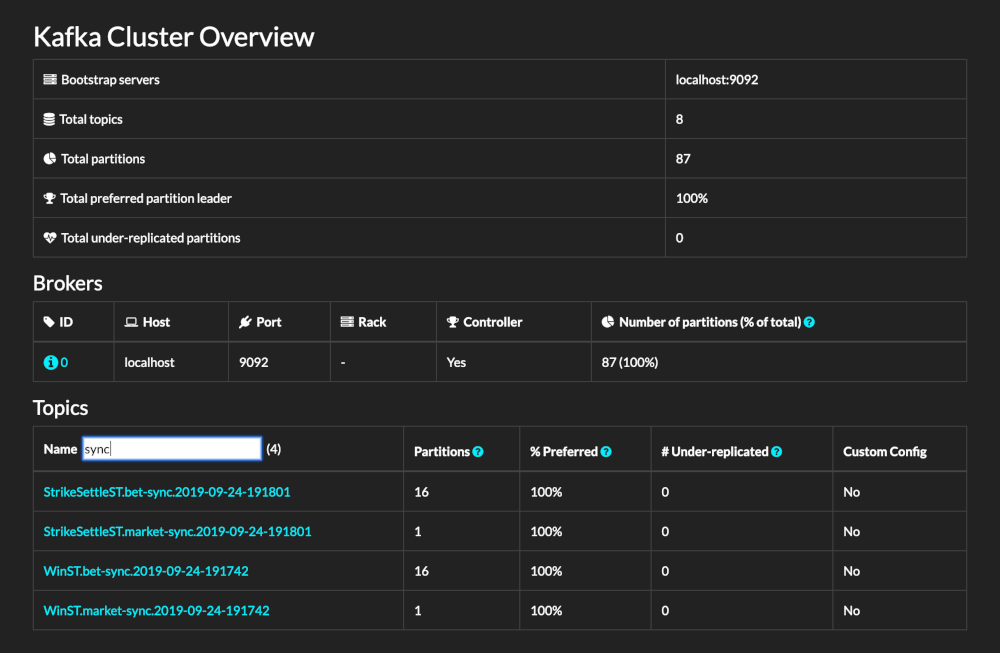 Kafka Cluster Overview
Bootstrap servers localhost:9092
Total topics 8
Total partitions 87
Total preferred partition leader 100%
Total under-replicated partitions 0
Brokers
ID Host Port Rack Controller Number of partitions (% of total) ?
0 localhost 9092 - Yes 87 (100%)
Topics
Name sync (4) Partitions ? % Preferred ? # Under-replicated ? Custom Config
StrikeSettleST.bet-sync.2019-09-24-191801 16 100% 0 No
StrikeSettleST.market-sync.2019-09-24-191801 1 100% 0 No
WinST.bet-sync.2019-09-24-191742 16 100% 0 No
WinST.market-sync.2019-09-24-191742 1 100% 0 No